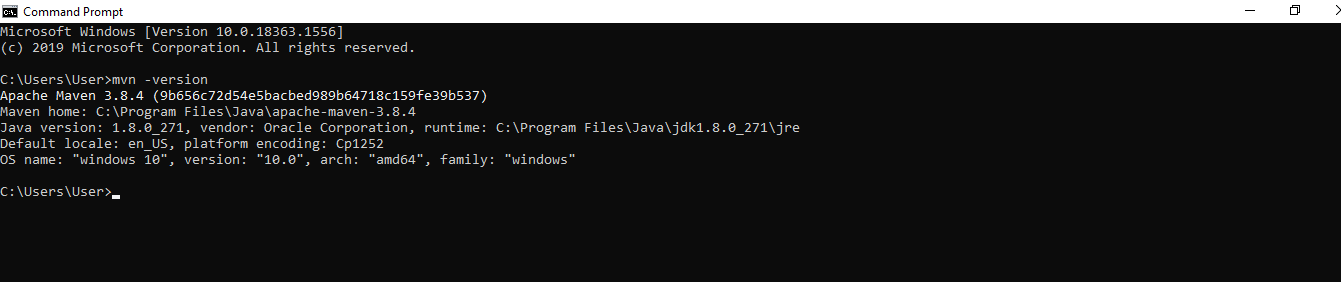 Command Prompt
Microsoft Windows [Version 10.0.18363.1556]
(c) 2019 Microsoft Corporation. All rights reserved.
C:\Users\User>mvn -version
Apache Maven 3.8.4 (9b656c72d54e5bacbed989b64718c159fe39b537)
Maven home: C:\Program Files\Java\apache-maven-3.8.4
Java version: 1.8.0_271, vendor: Oracle Corporation, runtime: C:\Program Files\Java\jdk1.8.0_271\jre
Default locale: en_US, platform encoding: Cp1252
OS name: "windows 10", version: "10.0", arch: "amd64", family: "windows"
C:\Users\User>